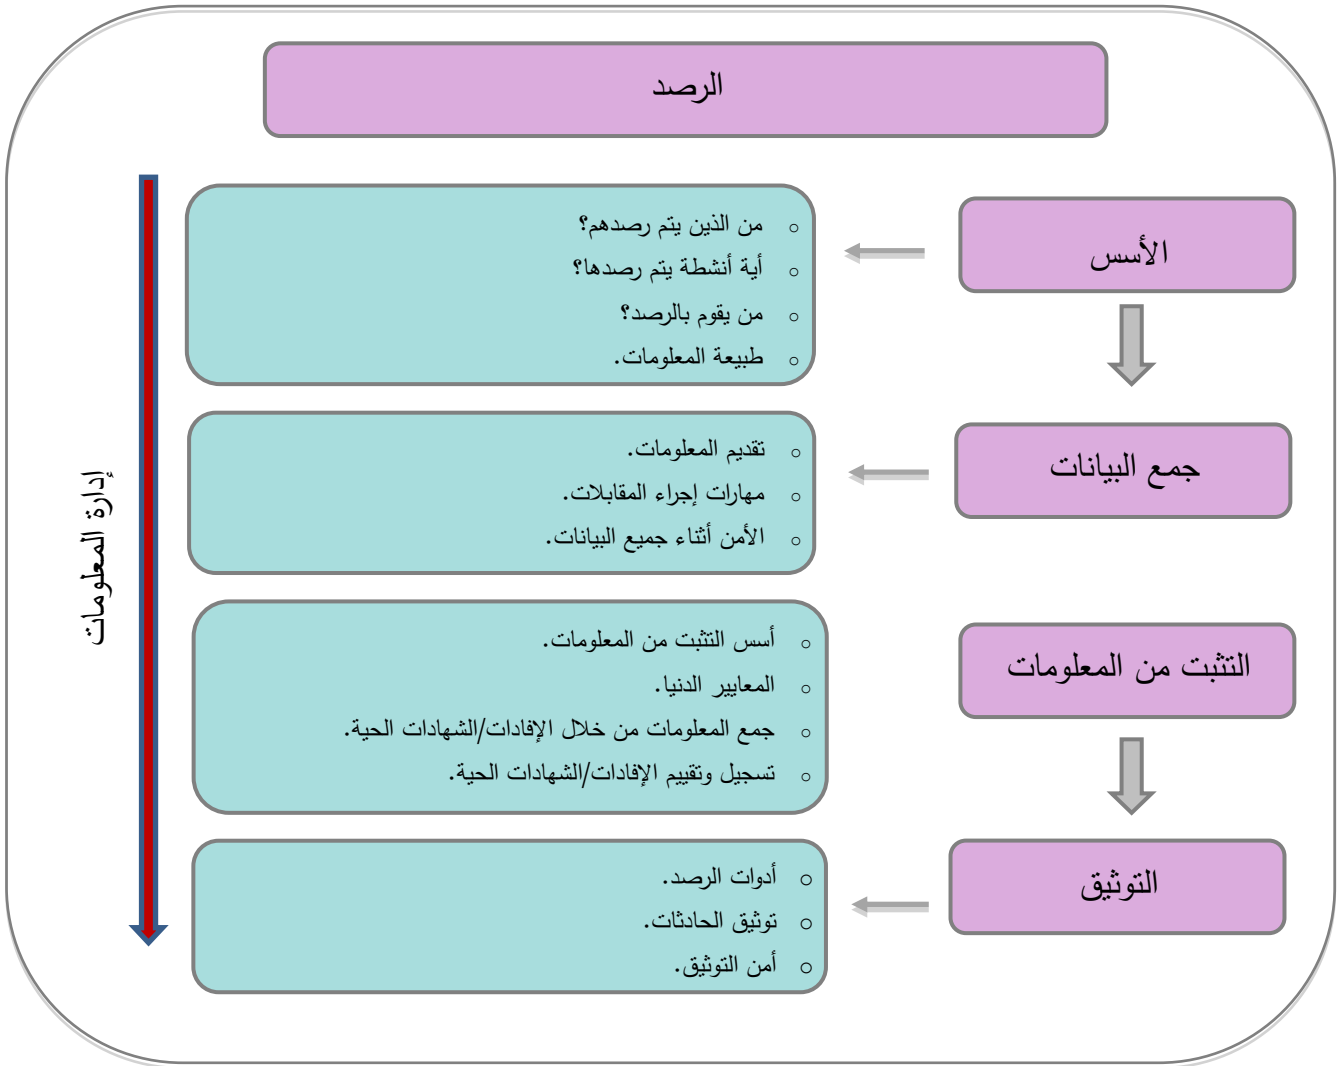 الرصد
الأسس
○ من الذين يتم رصدهم؟
○ أية أنشطة يتم رصدها؟
○ من يقوم بالرصد؟
○ طبيعة المعلومات.
جمع البيانات
○ تقديم المعلومات.
○ مهارات إجراء المقابلات.
○ الأمن أثناء جميع البيانات.
التثبت من المعلومات
○ أسس التثبت من المعلومات.
○ المعايير الدنيا.
○ جمع المعلومات من خلال الإفادات/الشهادات الحية.
○ تسجيل وتقييم الإفادات/الشهادات الحية.
التوثيق
○ أدوات الرصد.
○ توثيق الحادثات.
○ أمن التوثيق.
إدارة المعلومات